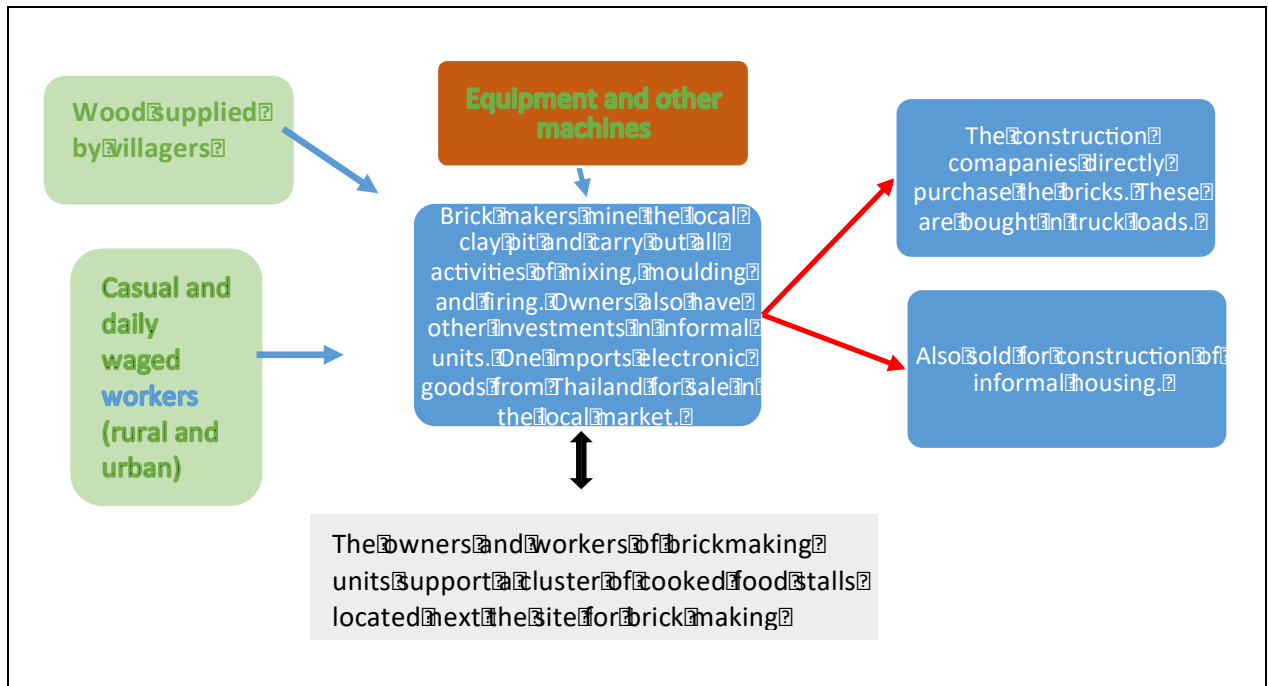 Wood supplied
by villagers
Equipment and other
machines
Casual and
daily
waged
workers
(rural and
urban)
Brick makers mine the local
clay pit and carry out all
activities of mixing, moulding
and firing. Owners also have
other investments in informal
units. One imports electronic
goods from Thailand for sale in
the local market.
The construction
comapanies directly
purchase the bricks. These
are bought in truck loads.
Also sold for construction of
informal housing.
The owners and workers of brickmaking
units support a cluster of cooked food stalls
located next the site for brick making